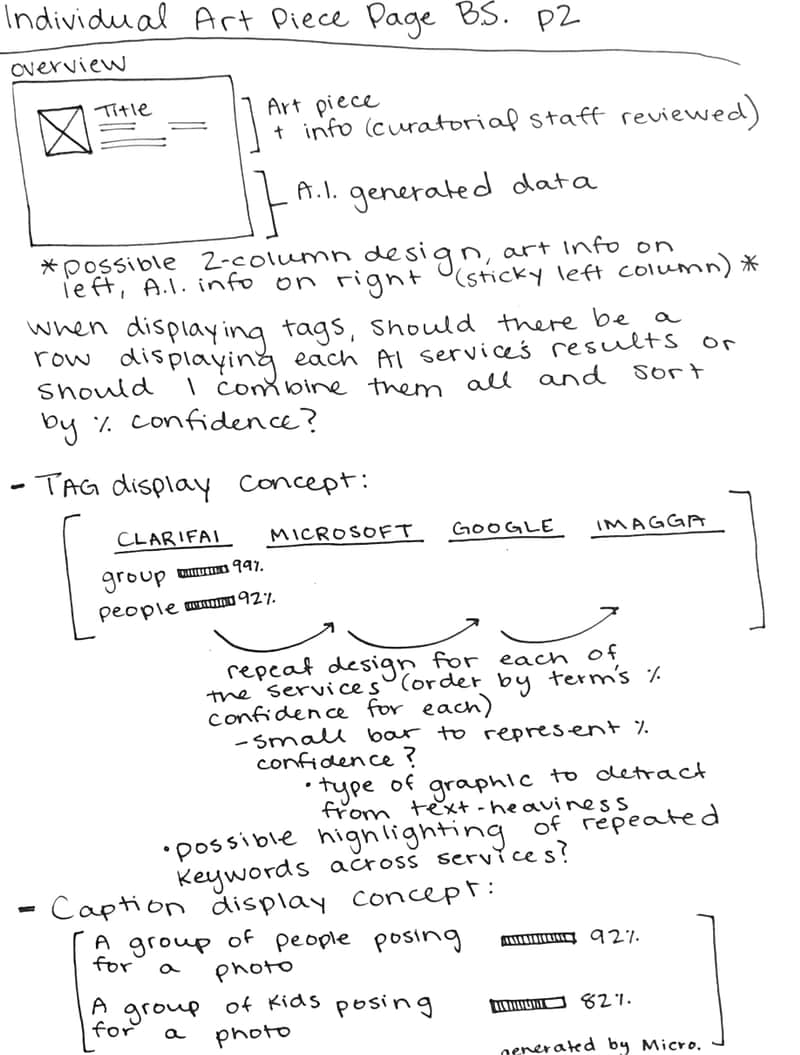 Individual Art Piece Page B.S. p2
overview
Title
Art piece
+ info (curatorial staff reviewed)
A.I. generated data
*possible 2-column design, art info on
left, A.I. info on right (sticky left column)*
when displaying tags, should there be a
row displaying each AI service's results or
should I combine them all and sort
by % confidence?
- TAG display concept:
CLARIFAI MICROSOFT GOOGLE IMAGGA
group 99%
people 92%
repeat design for each of
the services (order by term's %
confidence for each)
- small bar to represent %
confidence?
• type of graphic to detract
from text-heaviness
• possible highlighting of repeated
keywords across services?
- Caption display concept:
A group of people posing 92%
for a photo
A group of kids posing 82%
for a photo
generated by Micro.